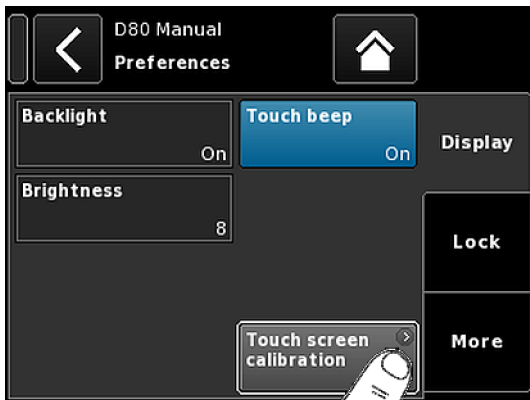 D80 Manual
Preferences
Backlight
On
Touch beep
On
Display
Brightness
8
Lock
Touch screen
calibration
More